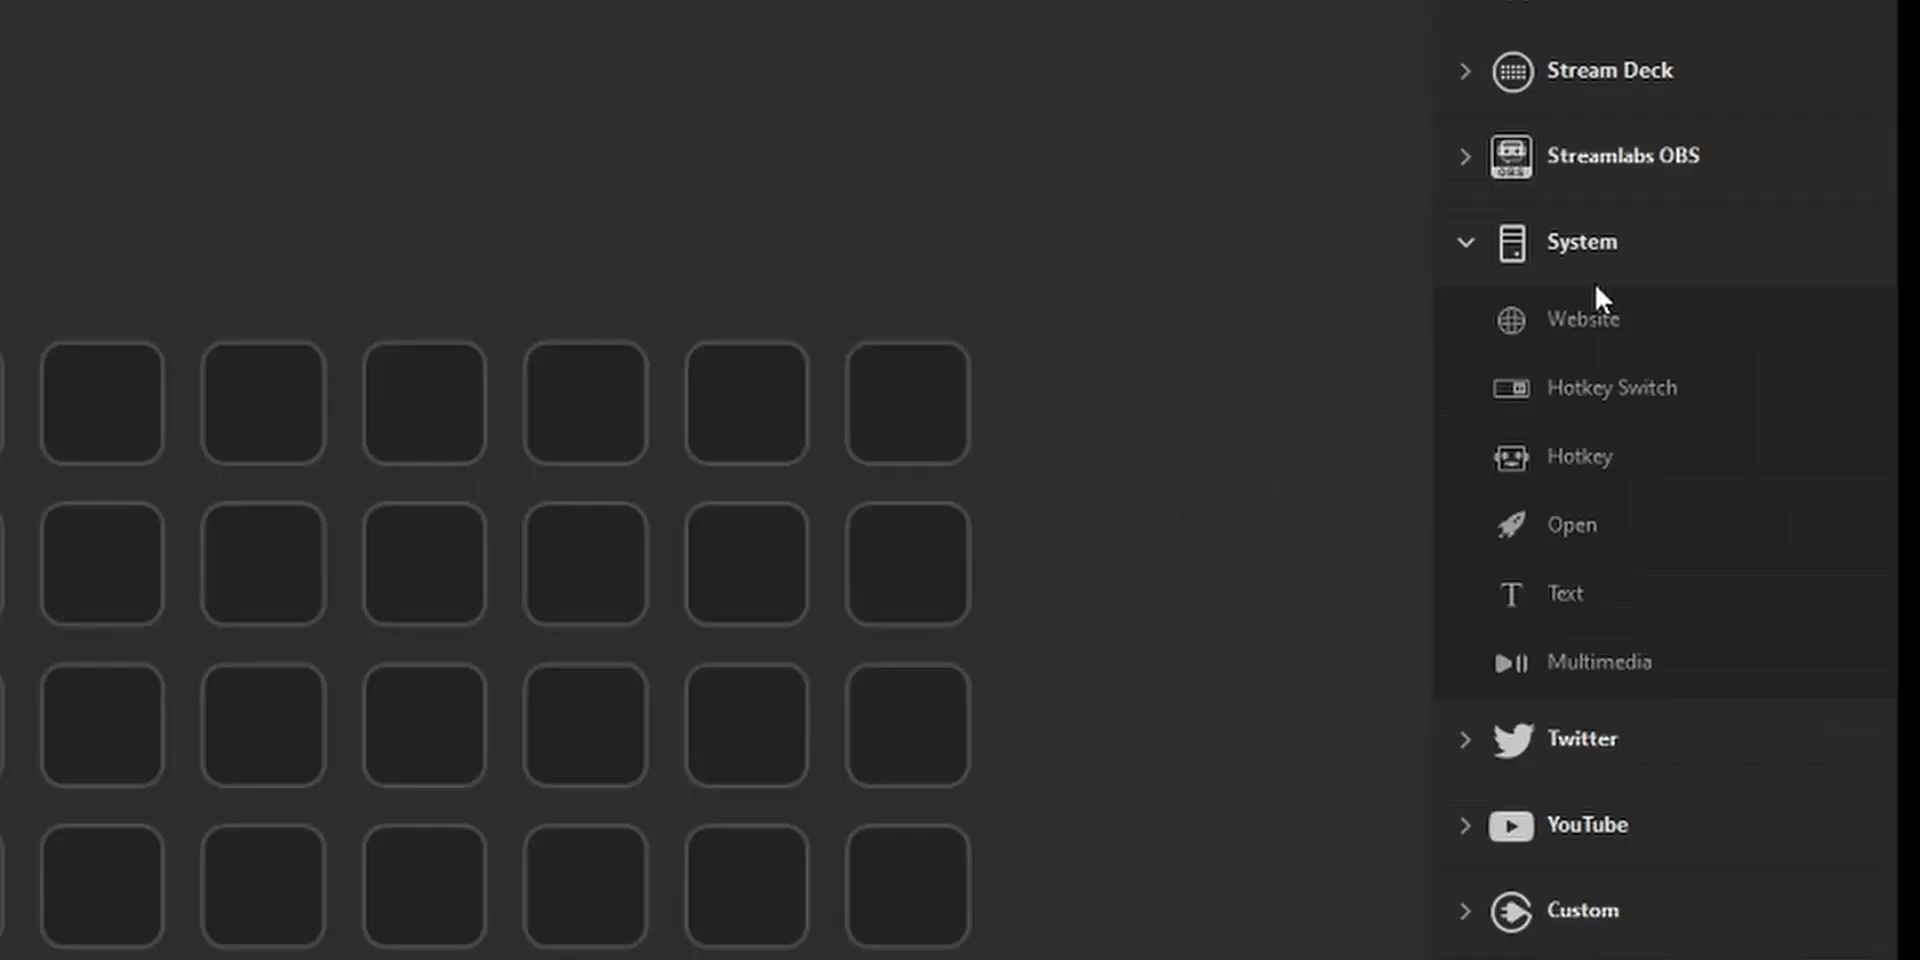 Stream Deck
Streamlabs OBS
System
Website
Hotkey Switch
Hotkey
Open
Text
Multimedia
Twitter
YouTube
Custom